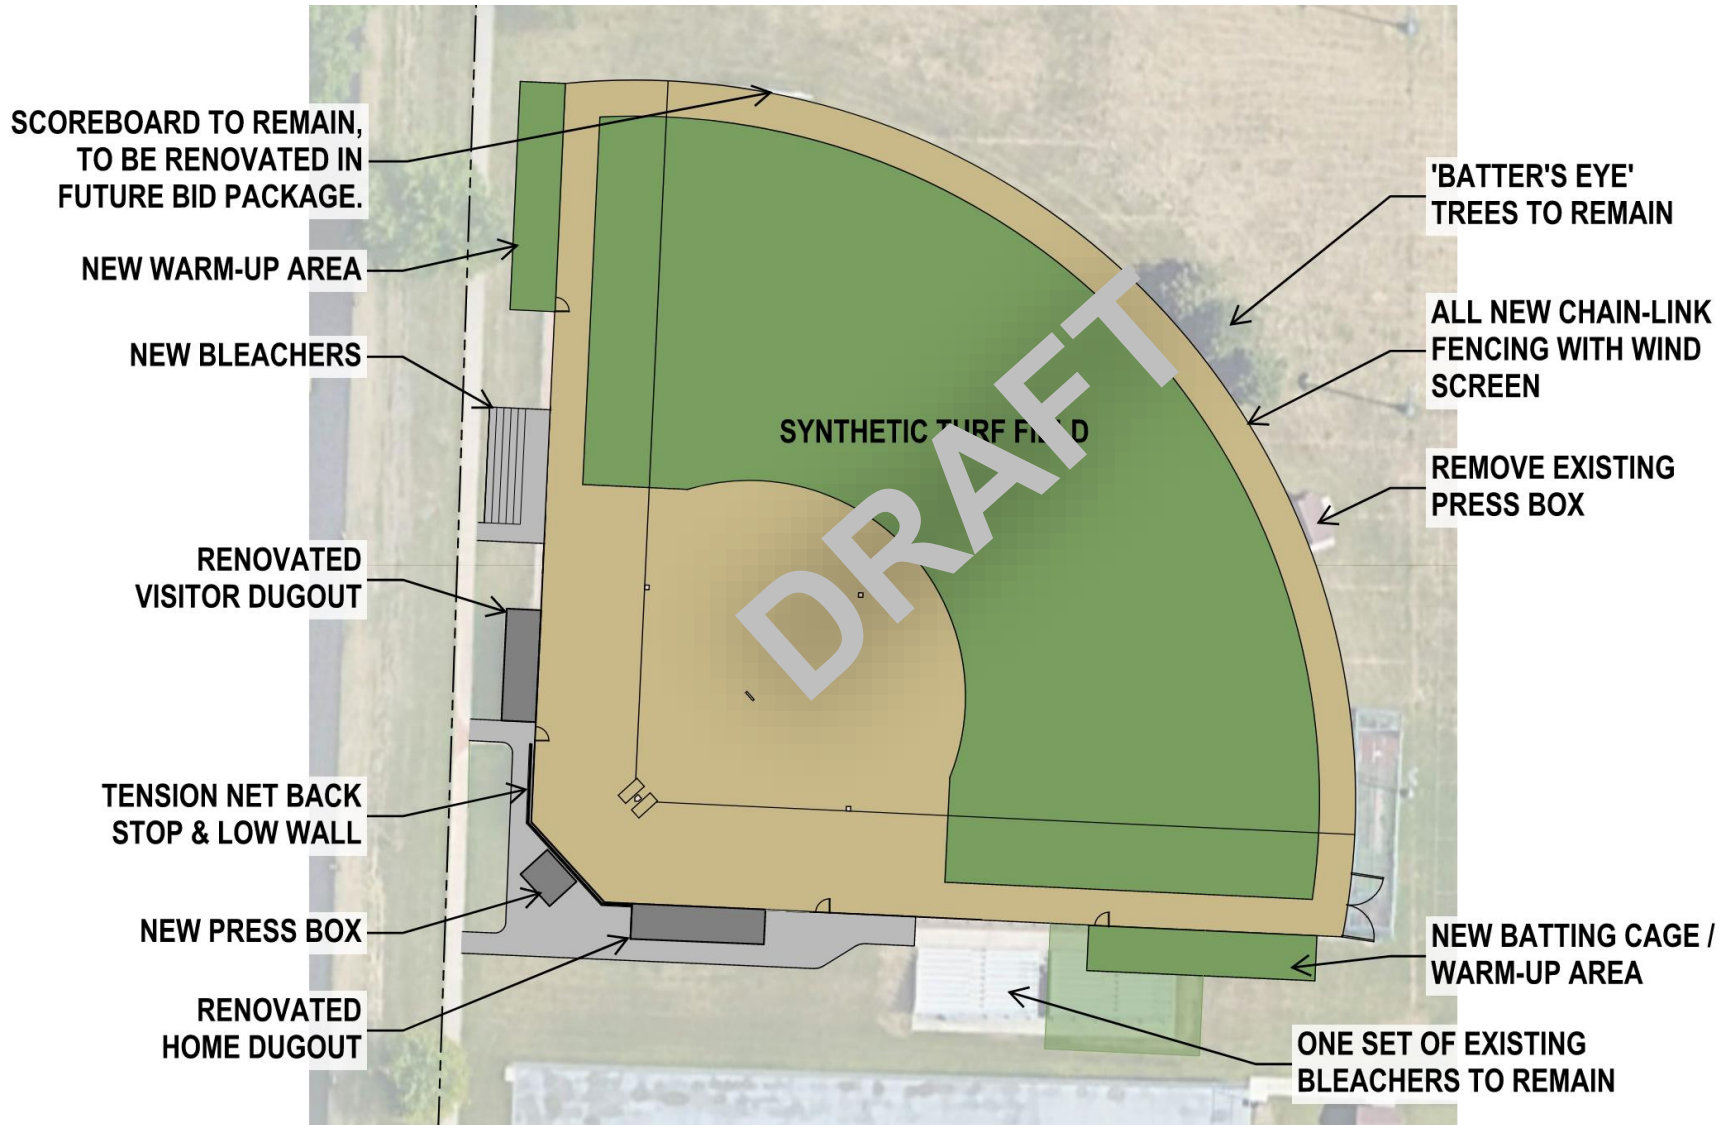 SCOREBOARD TO REMAIN,
TO BE RENOVATED IN
FUTURE BID PACKAGE.
NEW WARM-UP AREA
NEW BLEACHERS
RENOVATED
VISITOR DUGOUT
TENSION NET BACK
STOP & LOW WALL
NEW PRESS BOX
RENOVATED
HOME DUGOUT
SYNTHETIC TURF FIELD
DRAFT
'BATTER'S EYE'
TREES TO REMAIN
ALL NEW CHAIN-LINK
FENCING WITH WIND
SCREEN
REMOVE EXISTING
PRESS BOX
NEW BATTING CAGE /
WARM-UP AREA
ONE SET OF EXISTING
BLEACHERS TO REMAIN